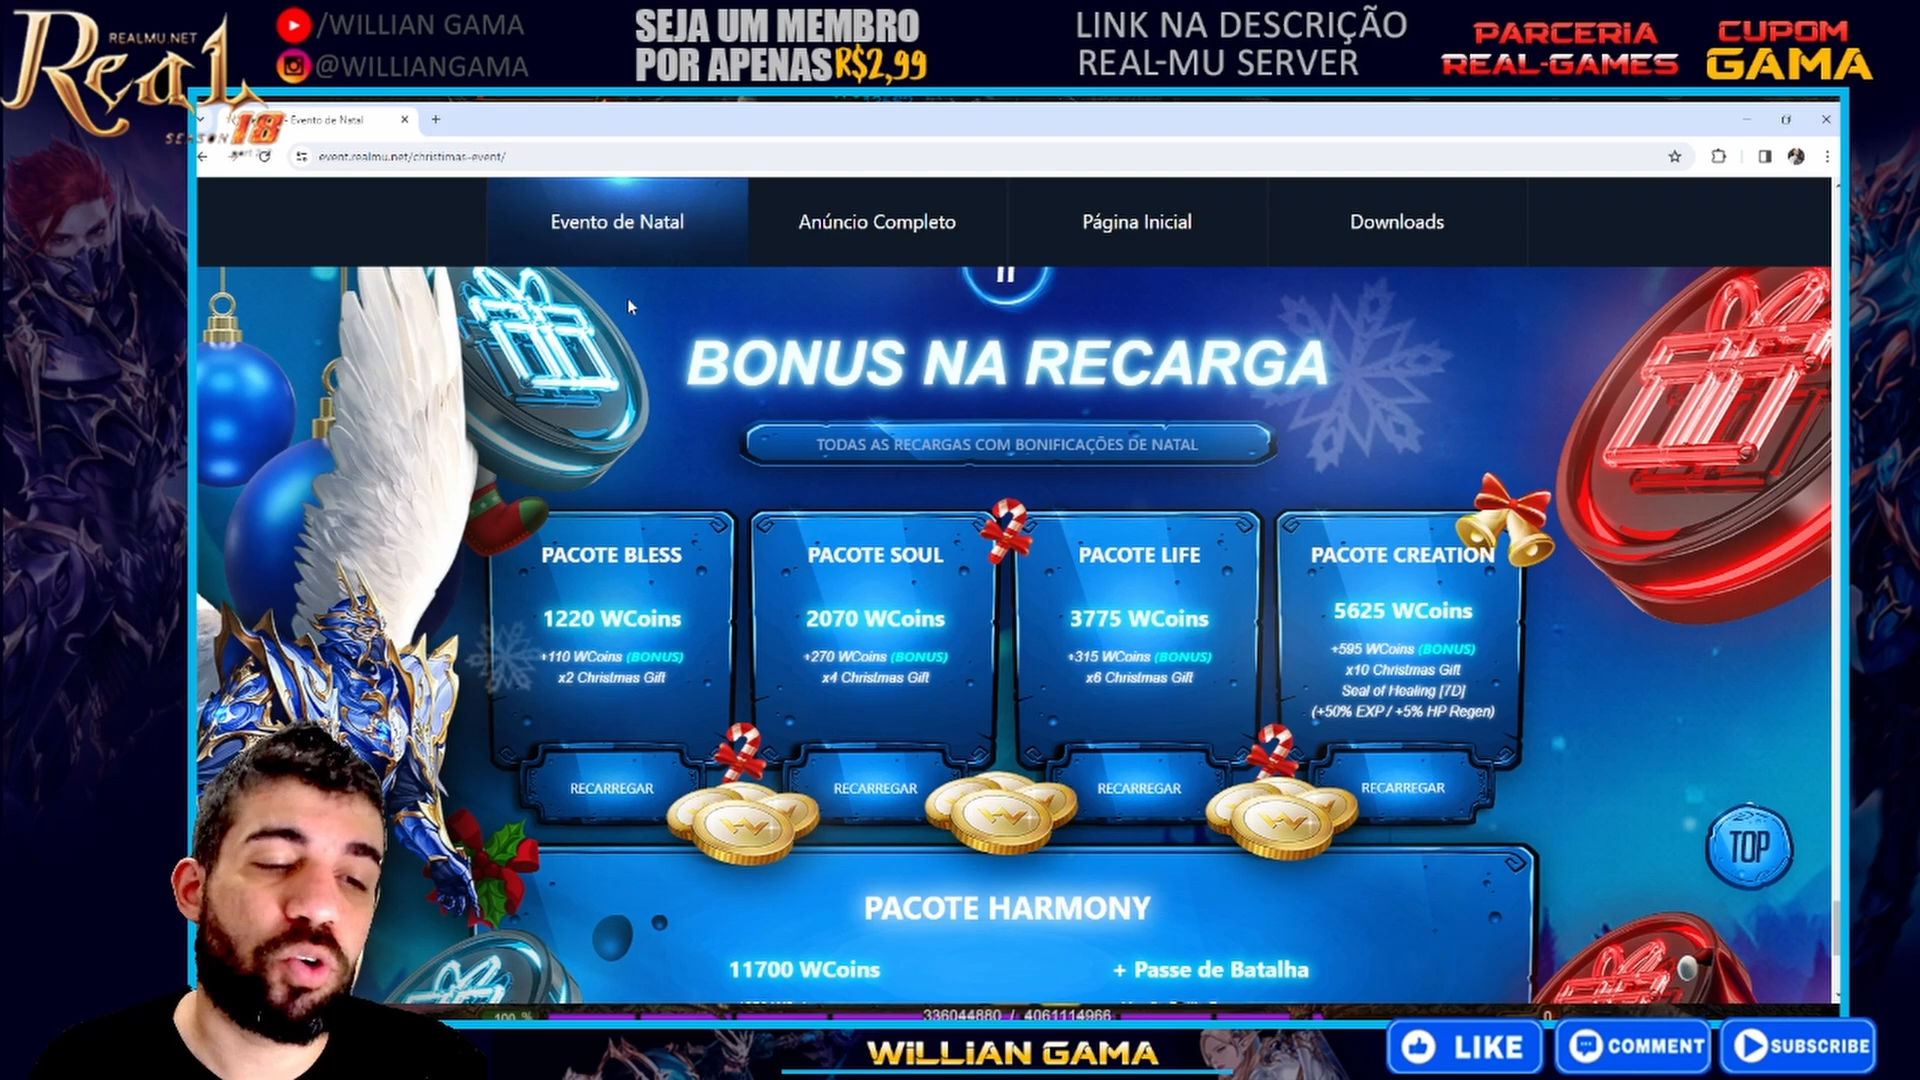 REALMU.NET
Real
SEASON 18
/WILLIAN GAMA
@WILLIANGAMA
SEJA UM MEMBRO
POR APENAS R$2,99
LINK NA DESCRIÇÃO
REAL-MU SERVER
PARCERIA
REAL-GAMES
CUPOM
GAMA
- Evento de Natal
event.realmu.net/christimas-event/
Evento de Natal
Anúncio Completo
Página Inicial
Downloads
II
BONUS NA RECARGA
TODAS AS RECARGAS COM BONIFICAÇÕES DE NATAL
PACOTE BLESS
1220 WCoins
+110 WCoins (BONUS)
x2 Christmas Gift
RECARREGAR
PACOTE SOUL
2070 WCoins
+270 WCoins (BONUS)
x4 Christmas Gift
RECARREGAR
PACOTE LIFE
3775 WCoins
+315 WCoins (BONUS)
x6 Christmas Gift
RECARREGAR
PACOTE CREATION
5625 WCoins
+595 WCoins (BONUS)
x10 Christmas Gift
Seal of Healing [7D]
(+50% EXP / +5% HP Regen)
RECARREGAR
TOP
PACOTE HARMONY
11700 WCoins
+ Passe de Batalha
100 %
336044880 / 4061114966
0
WILLIAN GAMA
LIKE
COMMENT
SUBSCRIBE